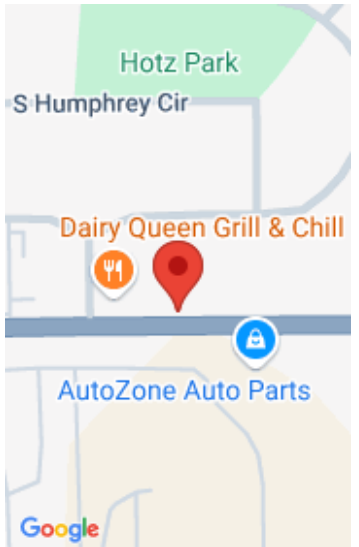 Hotz Park
S Humphrey Cir
Dairy Queen Grill & Chill
AutoZone Auto Parts
Google